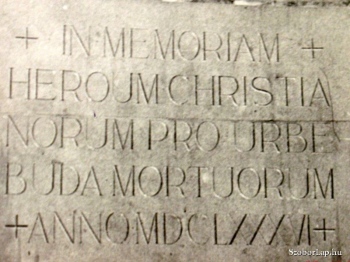 + IN·MEMORIAM +
HEROUM·CHRISTIA
NORUM·PRO·URBE
BUDA·MORTUORUM
+ANNO·MDCLXXXVI+
Szoborlap.hu